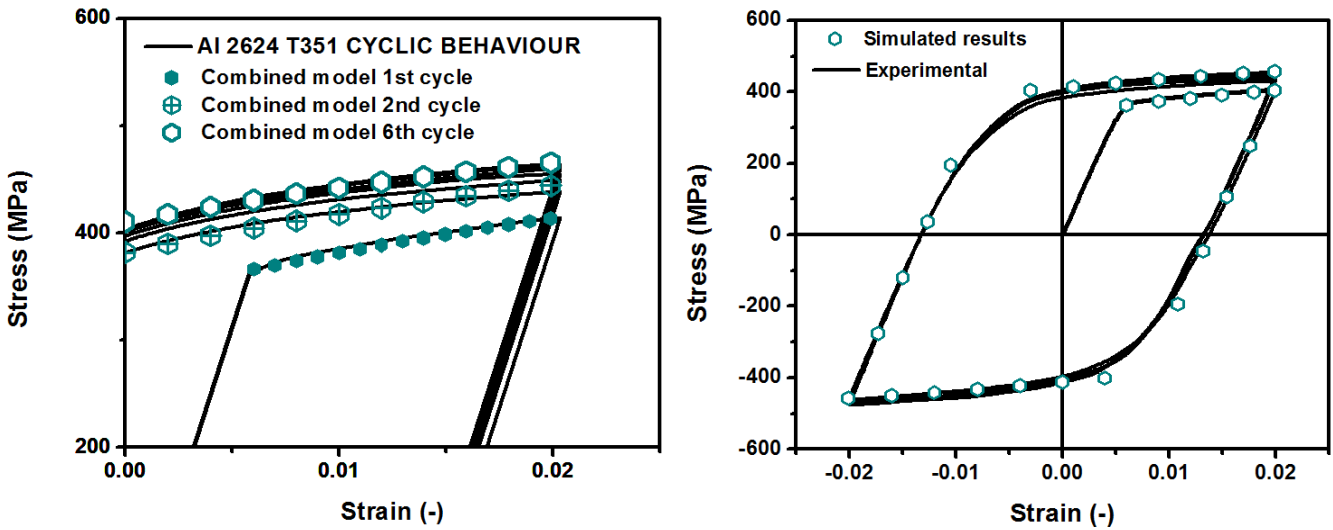 600
400
200
0.00
0.01
0.02
Stress (MPa)
Strain (-)
Al 2624 T351 CYCLIC BEHAVIOUR
Combined model 1st cycle
Combined model 2nd cycle
Combined model 6th cycle
600
400
200
0
-200
-400
-600
-0.02
-0.01
0.00
0.01
0.02
Stress (MPa)
Strain (-)
Simulated results
Experimental